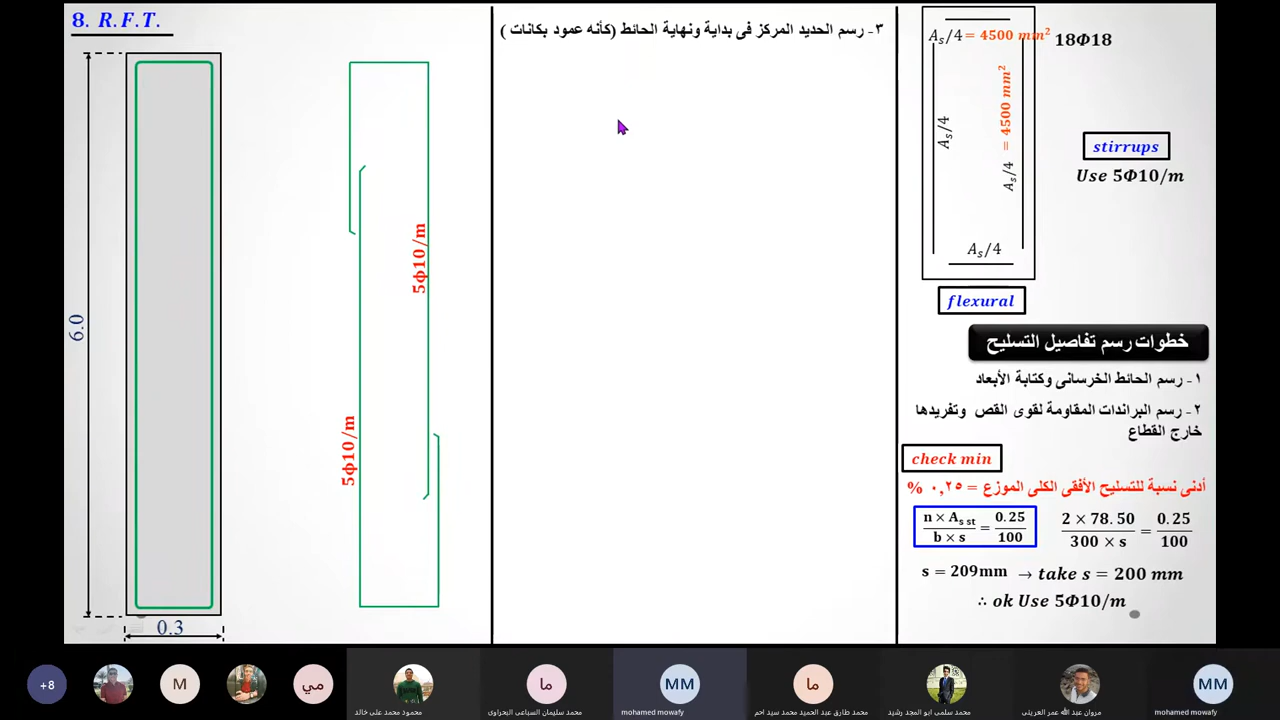 8. R.F.T.
6.0
0.3
5ф10/m
5ф10/m
٣- رسم الحديد المركز فى بداية ونهاية الحائط (كأنه عمود بكانات )
Aₛ/4 = 4500 mm²
18Φ18
Aₛ/4
Aₛ/4 = 4500 mm²
Aₛ/4
stirrups
Use 5Φ10/m
flexural
خطوات رسم تفاصيل التسليح
١- رسم الحائط الخرسانى وكتابة الأبعاد
٢- رسم البراندات المقاومة لقوى القص وتفريدها
خارج القطاع
check min
أدنى نسبة للتسليح الأفقى الكلى الموزع = ٠,٢٥ %
n × Aₛ ₛₜ / b × s = 0.25 / 100
2 × 78.50 / 300 × s = 0.25 / 100
s = 209mm → take s = 200 mm
∴ ok Use 5Φ10/m
+8
M
مي
محمود محمد على خالد
ما
محمد سليمان السباعى البحراوى
MM
mohamed mowafy
ما
محمد طارق عبد الحميد محمد سيد احم
محمد سلمى ابو المجد رشيد
مروان عبد الله عمر العرينى
MM
mohamed mowafy